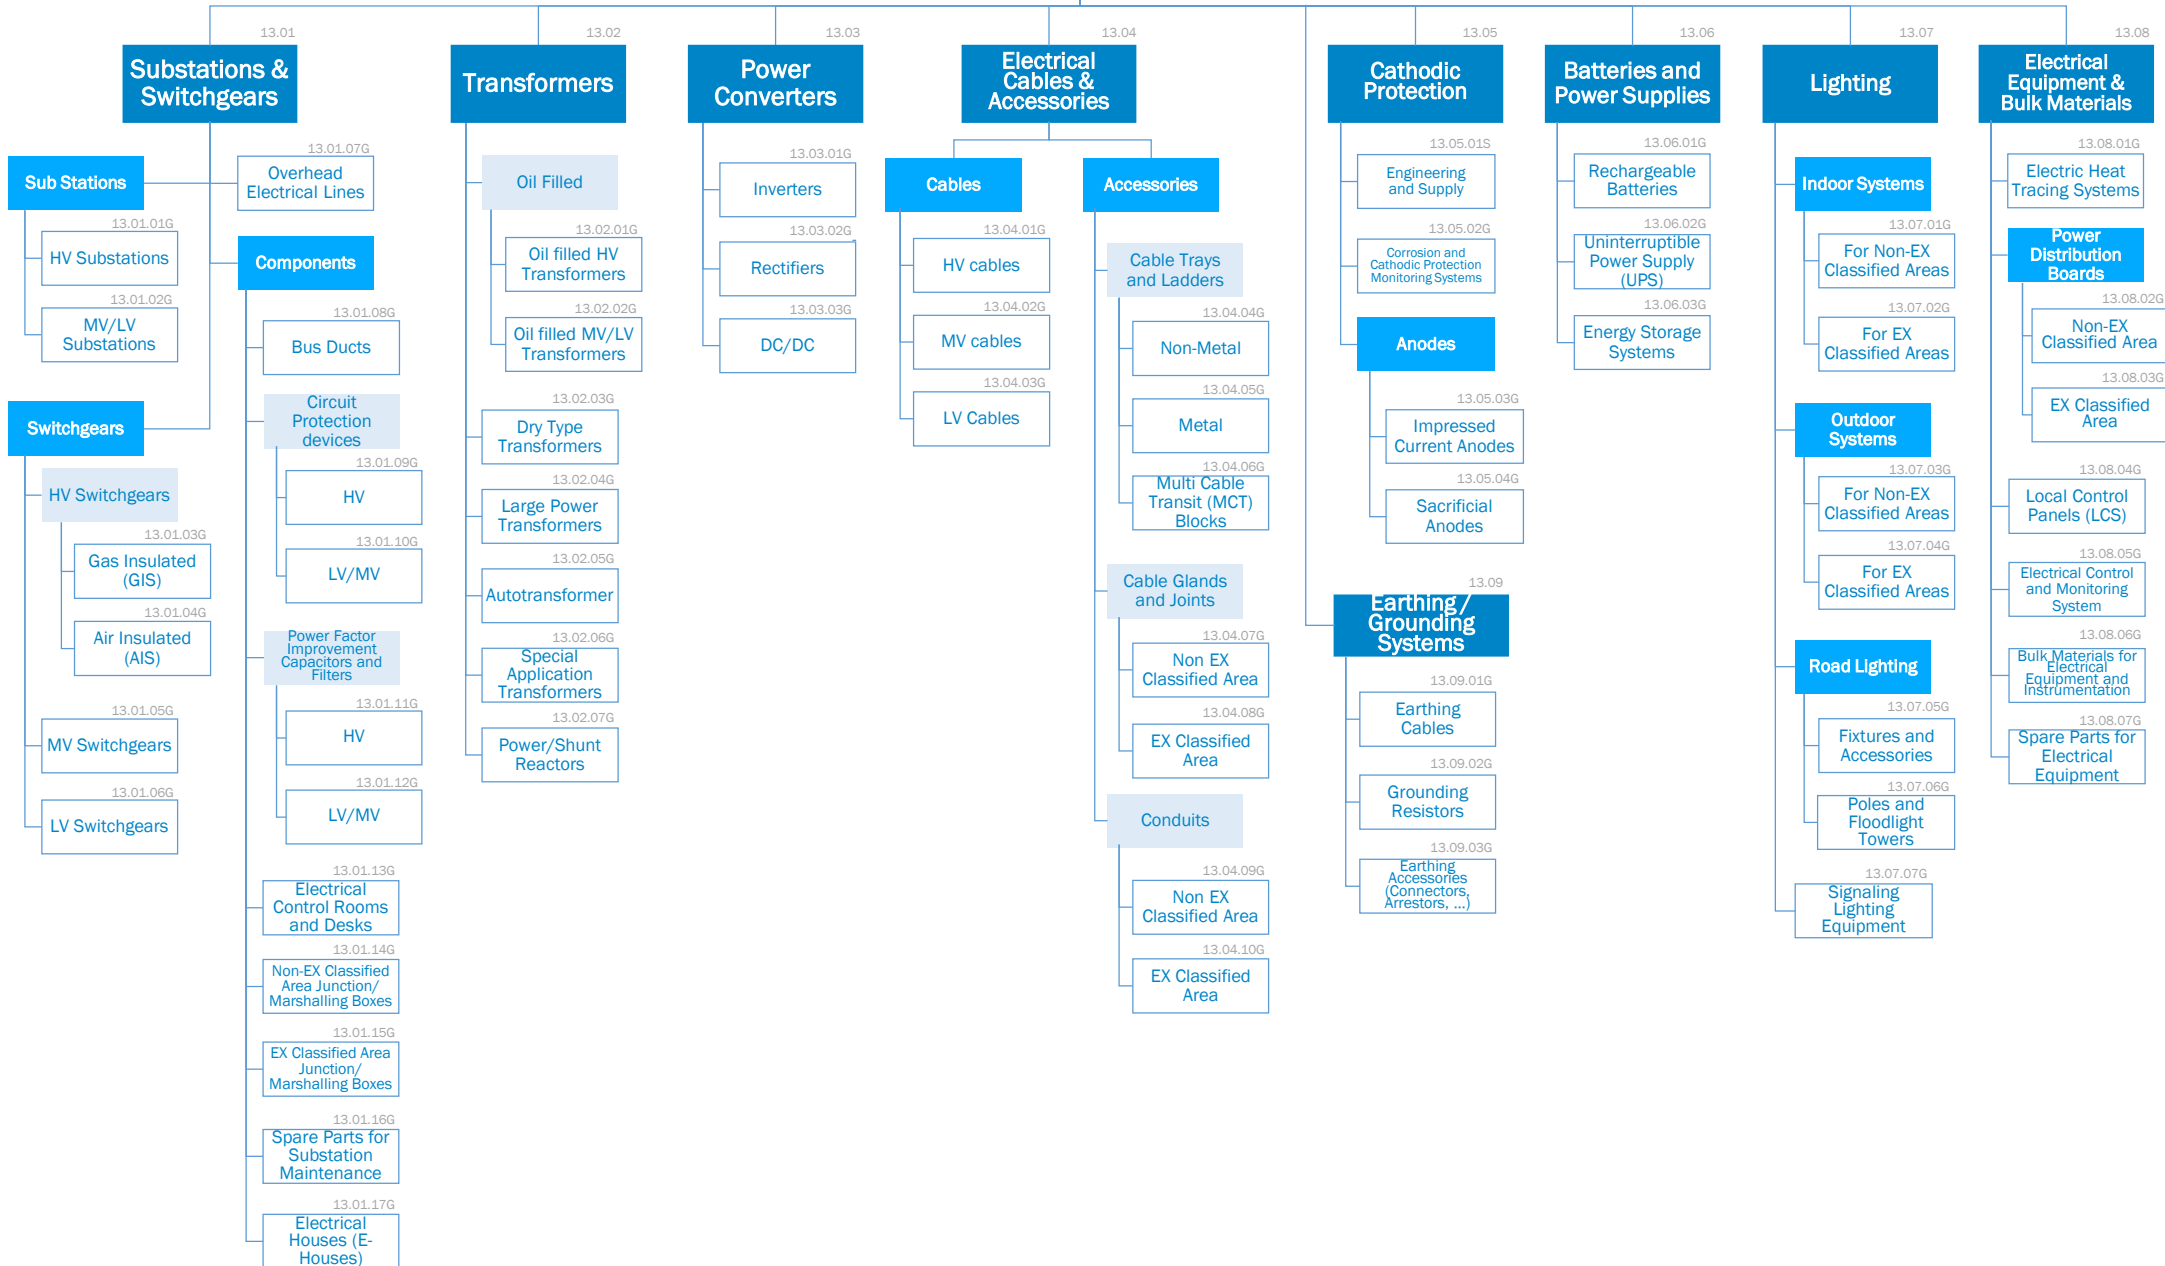 13.01
Substations &
Switchgears
13.01.07G
Overhead
Electrical Lines
Sub Stations
13.01.01G
HV Substations
13.01.02G
MV/LV
Substations
Switchgears
HV Switchgears
13.01.03G
Gas Insulated
(GIS)
13.01.04G
Air Insulated
(AIS)
13.01.05G
MV Switchgears
13.01.06G
LV Switchgears
Components
13.01.08G
Bus Ducts
Circuit
Protection
devices
13.01.09G
HV
13.01.10G
LV/MV
Power Factor
Improvement
Capacitors and
Filters
13.01.11G
HV
13.01.12G
LV/MV
13.01.13G
Electrical
Control Rooms
and Desks
13.01.14G
Non-EX Classified
Area Junction/
Marshalling Boxes
13.01.15G
EX Classified Area
Junction/
Marshalling Boxes
13.01.16G
Spare Parts for
Substation
Maintenance
13.01.17G
Electrical
Houses (E-
Houses)
13.02
Transformers
Oil Filled
13.02.01G
Oil filled HV
Transformers
13.02.02G
Oil filled MV/LV
Transformers
13.02.03G
Dry Type
Transformers
13.02.04G
Large Power
Transformers
13.02.05G
Autotransformer
13.02.06G
Special
Application
Transformers
13.02.07G
Power/Shunt
Reactors
13.03
Power
Converters
13.03.01G
Inverters
13.03.02G
Rectifiers
13.03.03G
DC/DC
13.04
Electrical
Cables &
Accessories
Cables
13.04.01G
HV cables
13.04.02G
MV cables
13.04.03G
LV Cables
Accessories
Cable Trays
and Ladders
13.04.04G
Non-Metal
13.04.05G
Metal
13.04.06G
Multi Cable
Transit (MCT)
Blocks
Cable Glands
and Joints
13.04.07G
Non EX
Classified Area
13.04.08G
EX Classified
Area
Conduits
13.04.09G
Non EX
Classified Area
13.04.10G
EX Classified
Area
13.05
Cathodic
Protection
13.05.01S
Engineering
and Supply
13.05.02G
Corrosion and
Cathodic Protection
Monitoring Systems
Anodes
13.05.03G
Impressed
Current Anodes
13.05.04G
Sacrificial
Anodes
13.09
Earthing/
Grounding
Systems
13.09.01G
Earthing
Cables
13.09.02G
Grounding
Resistors
13.09.03G
Earthing
Accessories
(Connectors,
Arrestors, ...)
13.06
Batteries and
Power Supplies
13.06.01G
Rechargeable
Batteries
13.06.02G
Uninterruptible
Power Supply
(UPS)
13.06.03G
Energy Storage
Systems
13.07
Lighting
Indoor Systems
13.07.01G
For Non-EX
Classified Areas
13.07.02G
For EX
Classified Areas
Outdoor
Systems
13.07.03G
For Non-EX
Classified Areas
13.07.04G
For EX
Classified Areas
Road Lighting
13.07.05G
Fixtures and
Accessories
13.07.06G
Poles and
Floodlight
Towers
13.07.07G
Signaling
Lighting
Equipment
13.08
Electrical
Equipment &
Bulk Materials
13.08.01G
Electric Heat
Tracing Systems
Power
Distribution
Boards
13.08.02G
Non-EX
Classified Area
13.08.03G
EX Classified
Area
13.08.04G
Local Control
Panels (LCS)
13.08.05G
Electrical Control
and Monitoring
System
13.08.06G
Bulk Materials for
Electrical
Equipment and
Instrumentation
13.08.07G
Spare Parts for
Electrical
Equipment